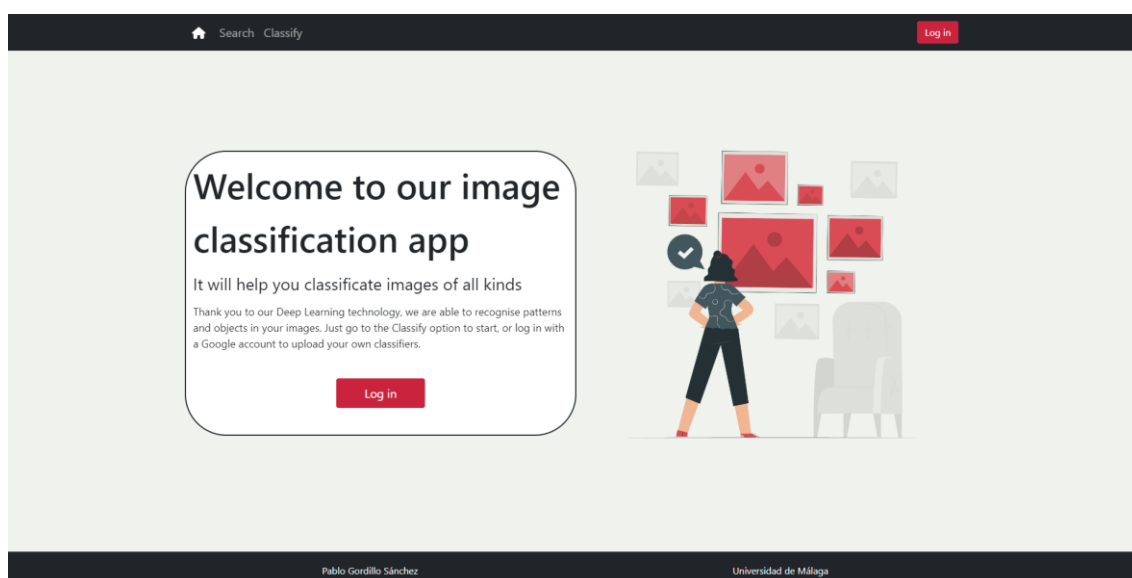 Search Classify Log in
Welcome to our image
classification app
It will help you classificate images of all kinds
Thank you to our Deep Learning technology, we are able to recognise patterns
and objects in your images. Just go to the Classify option to start, or log in with
a Google account to upload your own classifiers.
Log in
Pablo Gordillo Sánchez Universidad de Málaga